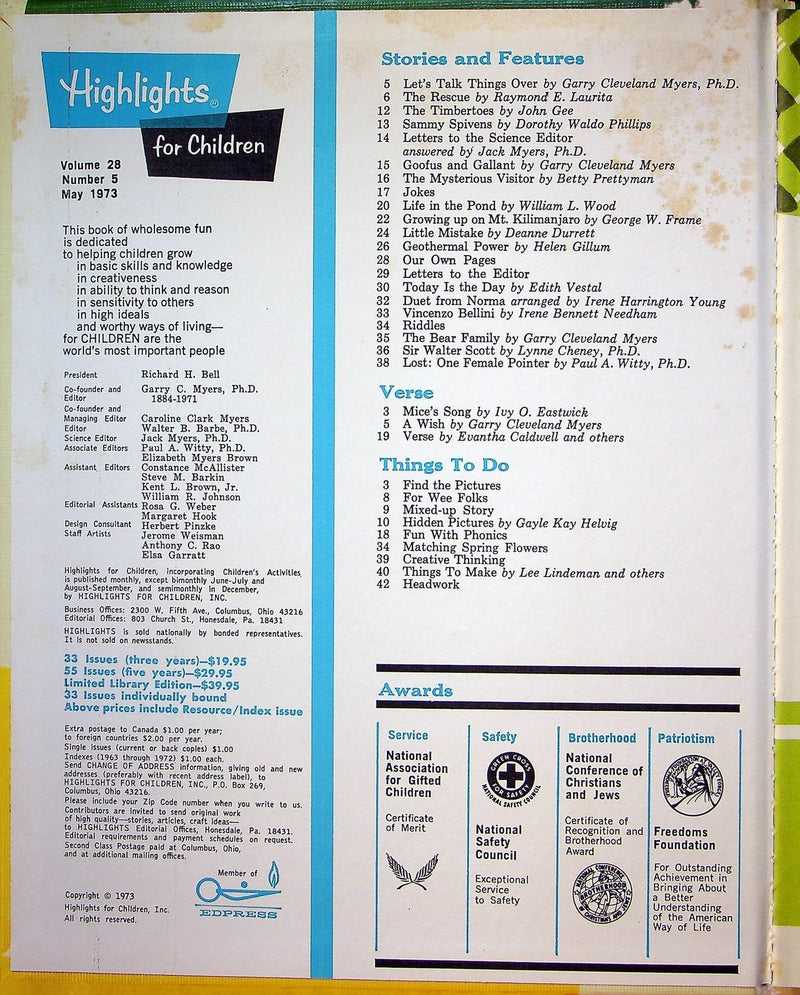 Highlights®
for Children
Volume 28
Number 5
May 1973
This book of wholesome fun
is dedicated
to helping children grow
in basic skills and knowledge
in creativeness
in ability to think and reason
in sensitivity to others
in high ideals
and worthy ways of living—
for CHILDREN are the
world's most important people
President Richard H. Bell
Co-founder and Garry C. Myers, Ph.D.
Editor 1884-1971
Co-founder and
Managing Editor Caroline Clark Myers
Editor Walter B. Barbe, Ph.D.
Science Editor Jack Myers, Ph.D.
Associate Editors Paul A. Witty, Ph.D.
Elizabeth Myers Brown
Assistant Editors Constance McAllister
Steve M. Barkin
Kent L. Brown, Jr.
William R. Johnson
Editorial Assistants Rosa G. Weber
Margaret Hook
Design Consultant Herbert Pinzke
Staff Artists Jerome Weisman
Anthony C. Rao
Elsa Garratt
Highlights for Children, incorporating Children's Activities,
is published monthly, except bimonthly June-July and
August-September, and semimonthly in December,
by HIGHLIGHTS FOR CHILDREN, INC.
Business Offices: 2300 W. Fifth Ave., Columbus, Ohio 43216
Editorial Offices: 803 Church St., Honesdale, Pa. 18431
HIGHLIGHTS is sold nationally by bonded representatives.
It is not sold on newsstands.
33 Issues (three years)—$19.95
55 Issues (five years)—$29.95
Limited Library Edition—$39.95
33 Issues individually bound
Above prices include Resource/Index issue
Extra postage to Canada $1.00 per year;
to foreign countries $2.00 per year.
Single issues (current or back copies) $1.00
Indexes (1963 through 1972) $1.00 each.
Send CHANGE OF ADDRESS information, giving old and new
addresses (preferably with recent address label), to
HIGHLIGHTS FOR CHILDREN, INC., P.O. Box 269,
Columbus, Ohio 43216.
Please include your Zip Code number when you write to us.
Contributors are invited to send original work
of high quality—stories, articles, craft ideas—
to HIGHLIGHTS Editorial Offices, Honesdale, Pa. 18431.
Editorial requirements and payment schedules on request.
Second Class Postage paid at Columbus, Ohio,
and at additional mailing offices.
Member of
EDPRESS
Copyright © 1973
Highlights for Children, Inc.
All rights reserved.
Stories and Features
5 Let's Talk Things Over by Garry Cleveland Myers, Ph.D.
6 The Rescue by Raymond E. Laurita
12 The Timbertoes by John Gee
13 Sammy Spivens by Dorothy Waldo Phillips
14 Letters to the Science Editor
answered by Jack Myers, Ph.D.
15 Goofus and Gallant by Garry Cleveland Myers
16 The Mysterious Visitor by Betty Prettyman
17 Jokes
20 Life in the Pond by William L. Wood
22 Growing up on Mt. Kilimanjaro by George W. Frame
24 Little Mistake by Deanne Durrett
26 Geothermal Power by Helen Gillum
28 Our Own Pages
29 Letters to the Editor
30 Today Is the Day by Edith Vestal
32 Duet from Norma arranged by Irene Harrington Young
33 Vincenzo Bellini by Irene Bennett Needham
34 Riddles
35 The Bear Family by Garry Cleveland Myers
36 Sir Walter Scott by Lynne Cheney, Ph.D.
38 Lost: One Female Pointer by Paul A. Witty, Ph.D.
Verse
3 Mice's Song by Ivy O. Eastwick
5 A Wish by Garry Cleveland Myers
19 Verse by Evantha Caldwell and others
Things To Do
3 Find the Pictures
8 For Wee Folks
9 Mixed-up Story
10 Hidden Pictures by Gayle Kay Helvig
18 Fun With Phonics
34 Matching Spring Flowers
39 Creative Thinking
40 Things To Make by Lee Lindeman and others
42 Headwork
Awards
Service
National
Association
for Gifted
Children
Certificate
of Merit
Safety
GREEN CROSS
FOR SAFETY
NATIONAL SAFETY COUNCIL
National
Safety
Council
Exceptional
Service
to Safety
Brotherhood
National
Conference of
Christians
and Jews
Certificate of
Recognition and
Brotherhood
Award
NATIONAL CONFERENCE
BROTHERHOOD
OF CHRISTIANS AND JEWS
Patriotism
Freedoms
Foundation
For Outstanding
Achievement in
Bringing About
a Better
Understanding
of the American
Way of Life